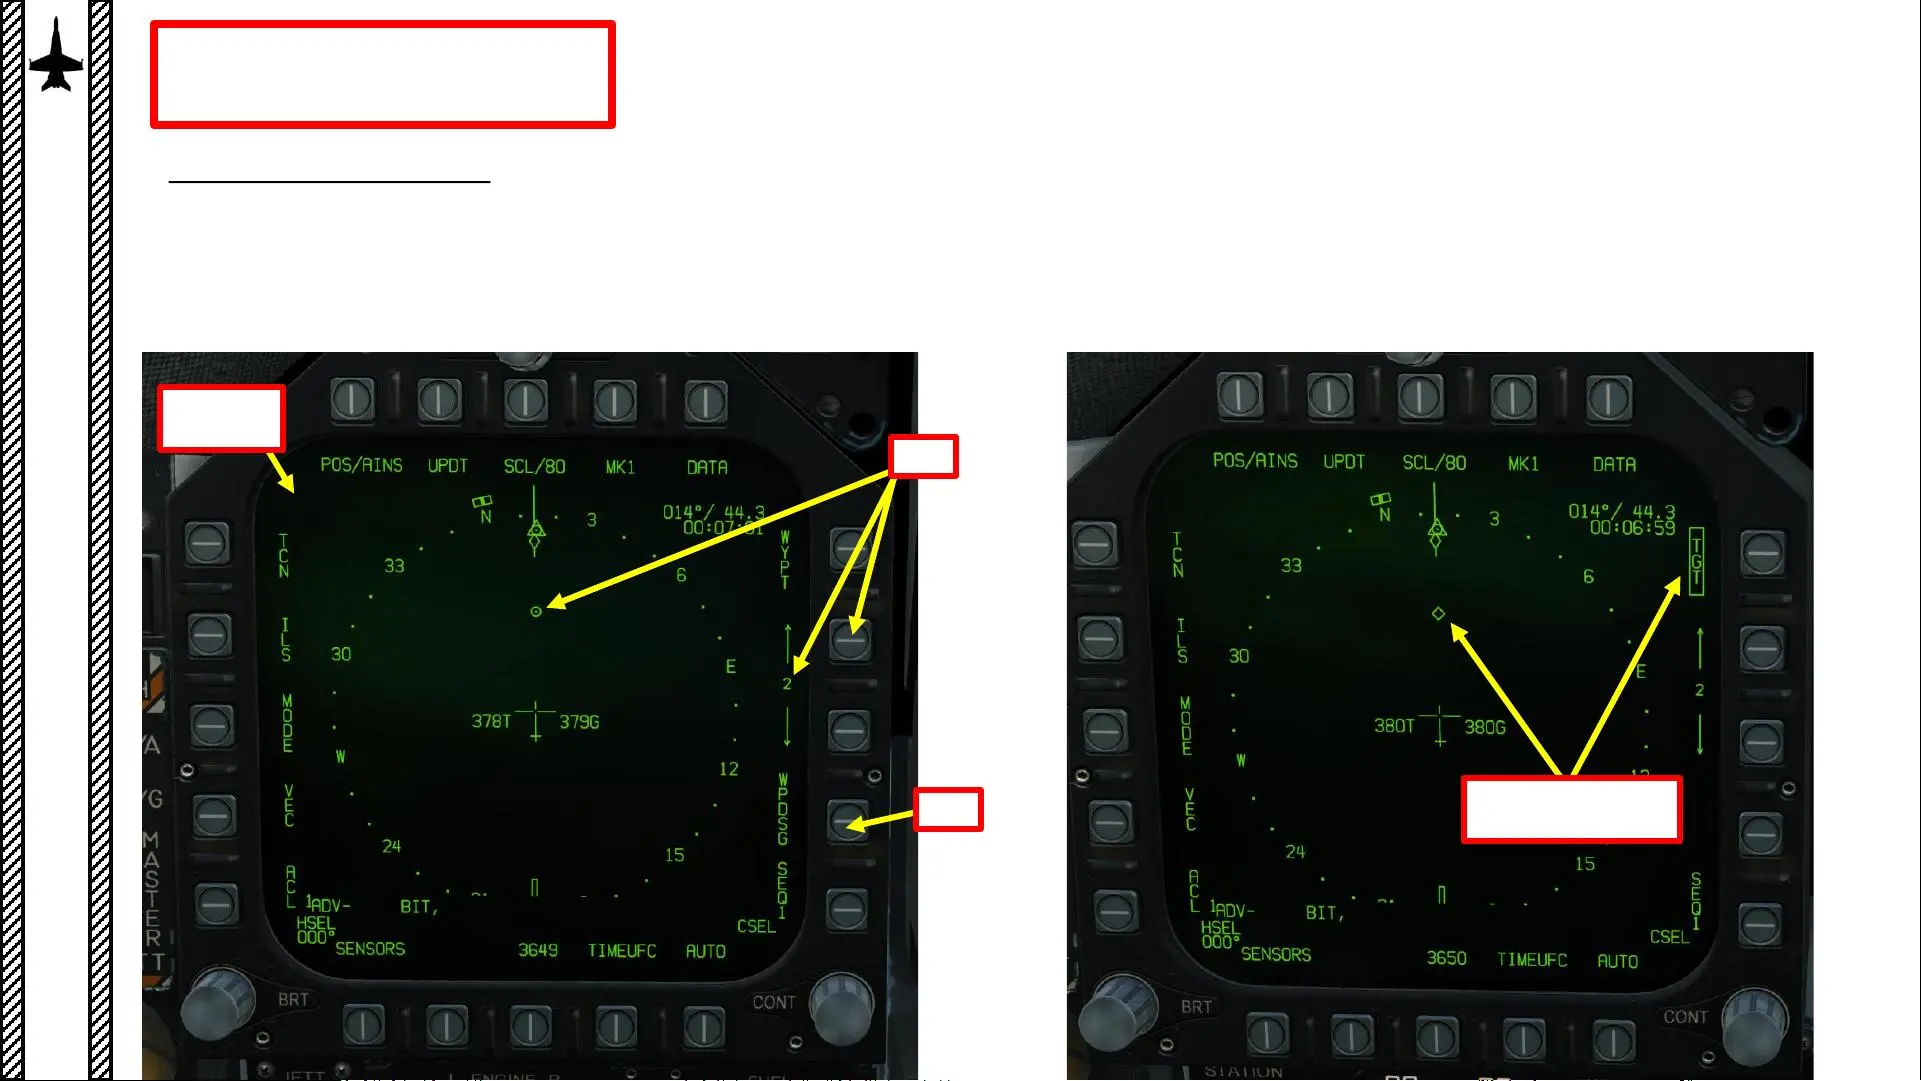 POS/AINS UPDT SCL/80 MK1 DATA
N 3
014°/ 44.3
TCN
33
6
WYPT
ILS
30
E
2
MODE
378T 379G
W
12
VEC
WPDSG
24
15
ACL
1ADV- BIT,
SEQ1
HSEL
000°
CSEL
SENSORS 3649 TIMEUFC AUTO
BRT CONT
MASTER
POS/AINS UPDT SCL/80 MK1 DATA
N 3
014°/ 44.3
00:06:59
TCN
33
6
TGT
ILS
30
E
2
MODE
380T 380G
W
VEC
24
15
ACL
1ADV- BIT,
SEQ1
HSEL
000°
CSEL
SENSORS 3650 TIMEUFC AUTO
BRT CONT
STATION